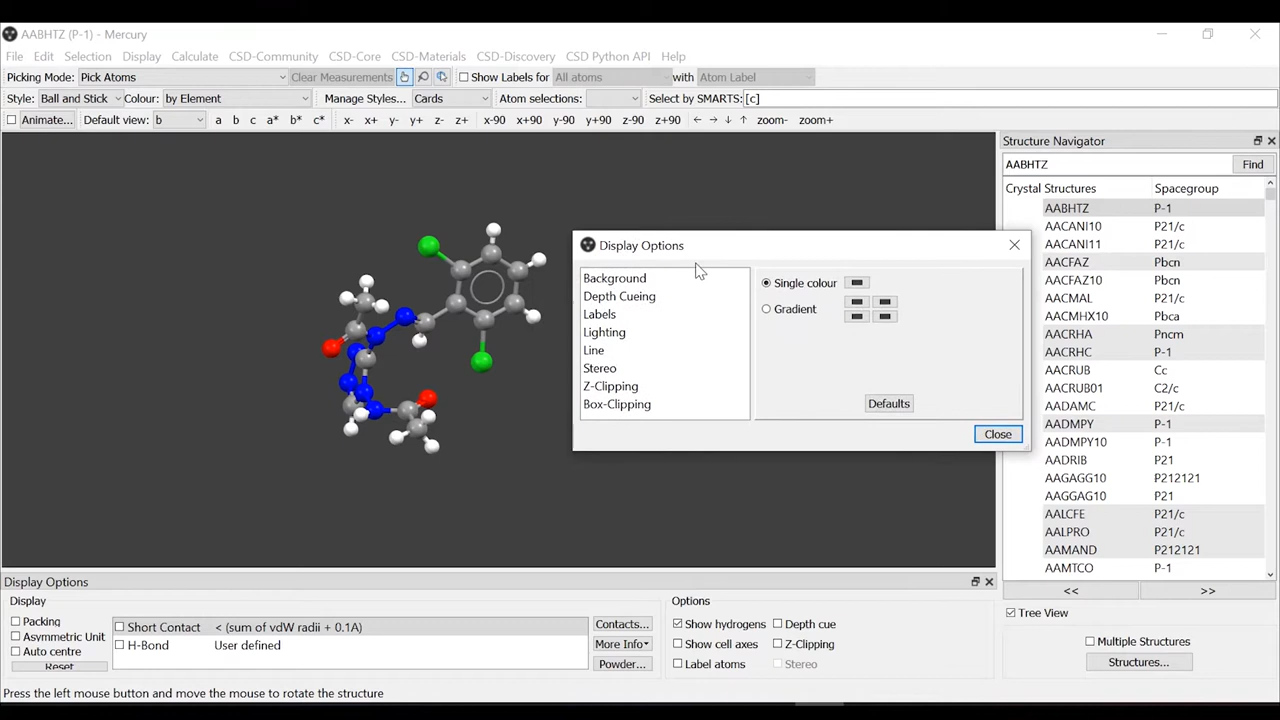 AABHTZ (P-1) - Mercury
File Edit Selection Display Calculate CSD-Community CSD-Core CSD-Materials CSD-Discovery CSD Python API Help
Picking Mode: Pick Atoms Clear Measurements Show Labels for All atoms with Atom Label
Style: Ball and Stick Colour: by Element Manage Styles... Cards Atom selections: Select by SMARTS: [c]
Animate... Default view: b a b c a* b* c* x- x+ y- y+ z- z+ x-90 x+90 y-90 y+90 z-90 z+90 ← → ↓ ↑ zoom- zoom+
Structure Navigator
AABHTZ Find
Crystal Structures Spacegroup
AABHTZ P-1
AACANI10 P21/c
AACANI11 P21/c
AACFAZ Pbcn
AACFAZ10 Pbcn
AACMAL P21/c
AACMHX10 Pbca
AACRHA Pncm
AACRHC P-1
AACRUB Cc
AACRUB01 C2/c
AADAMC P21/c
AADMPY P-1
AADMPY10 P-1
AADRIB P21
AAGAGG10 P212121
AAGGAG10 P21
AALCFE P21/c
AALPRO P21/c
AAMAND P212121
AAMTCO P-1
<< >>
Tree View
Multiple Structures
Structures...
Display Options
Background
Depth Cueing
Labels
Lighting
Line
Stereo
Z-Clipping
Box-Clipping
Single colour
Gradient
Defaults
Close
Display Options
Display
Packing
Asymmetric Unit
Auto centre
Reset
Short Contact < (sum of vdW radii + 0.1A)
H-Bond User defined
Contacts...
More Info
Powder...
Options
Show hydrogens Depth cue
Show cell axes Z-Clipping
Label atoms Stereo
Press the left mouse button and move the mouse to rotate the structure